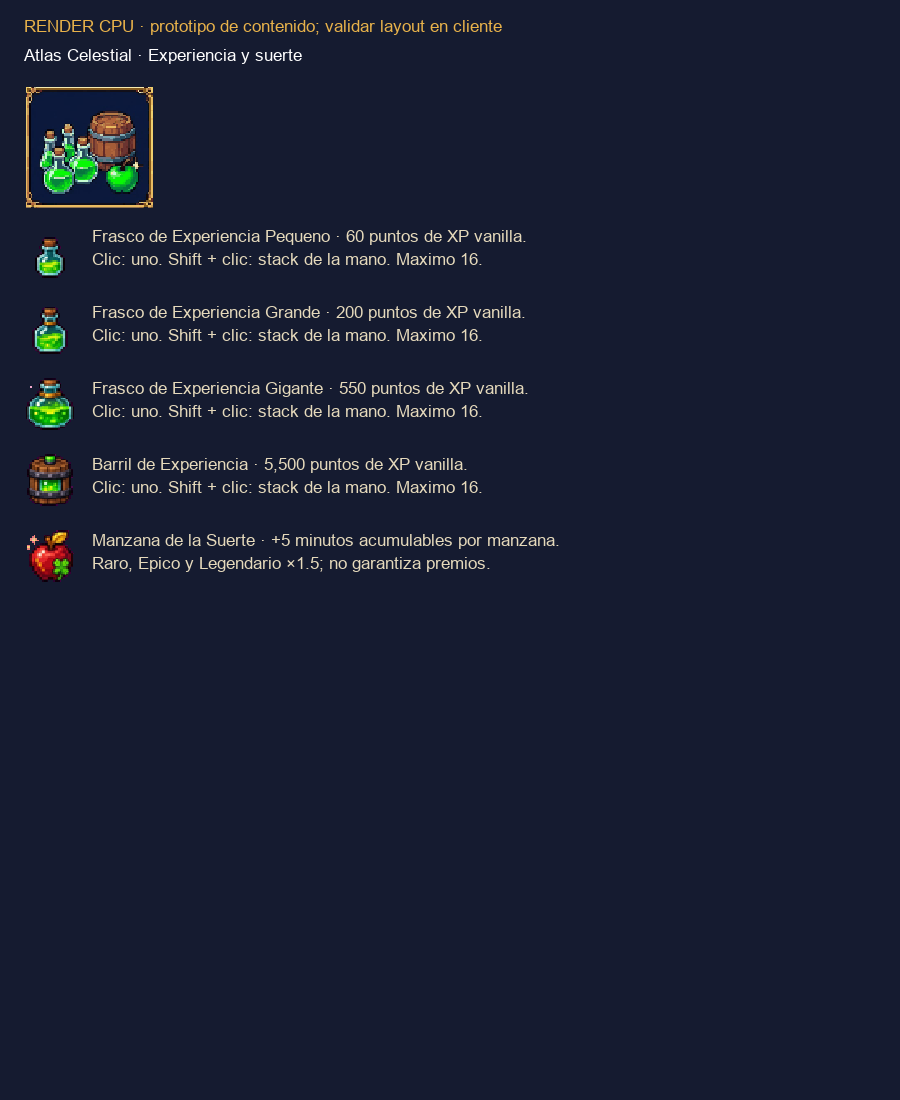 RENDER CPU · prototipo de contenido; validar layout en cliente
Atlas Celestial · Experiencia y suerte
Frasco de Experiencia Pequeno · 60 puntos de XP vanilla.
Clic: uno. Shift + clic: stack de la mano. Maximo 16.
Frasco de Experiencia Grande · 200 puntos de XP vanilla.
Clic: uno. Shift + clic: stack de la mano. Maximo 16.
Frasco de Experiencia Gigante · 550 puntos de XP vanilla.
Clic: uno. Shift + clic: stack de la mano. Maximo 16.
Barril de Experiencia · 5,500 puntos de XP vanilla.
Clic: uno. Shift + clic: stack de la mano. Maximo 16.
Manzana de la Suerte · +5 minutos acumulables por manzana.
Raro, Epico y Legendario ×1.5; no garantiza premios.